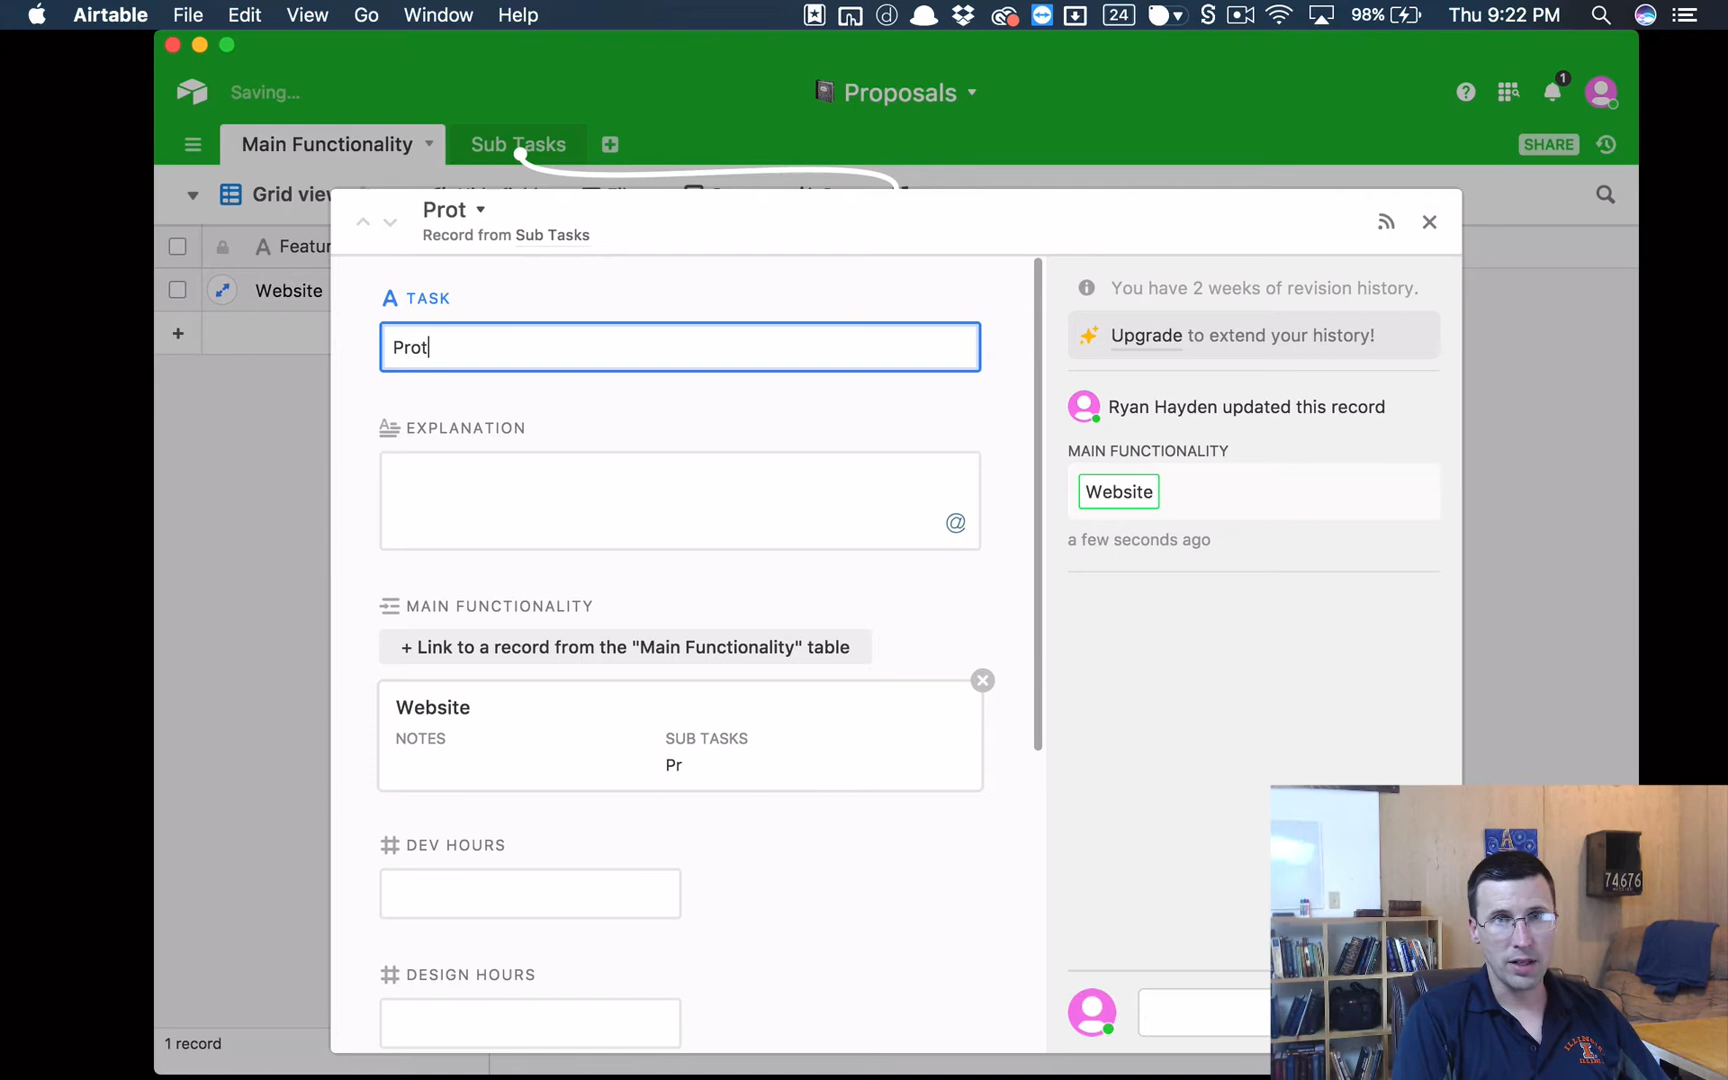 Airtable File Edit View Go Window Help 24 98% Thu 9:22 PM
Saving...
Proposals
1
Main Functionality
Sub Tasks
SHARE
Grid view
Prot
Record from Sub Tasks
Featur
Website
TASK
Prot
EXPLANATION
@
MAIN FUNCTIONALITY
+ Link to a record from the "Main Functionality" table
Website
NOTES
SUB TASKS
Pr
DEV HOURS
DESIGN HOURS
1 record
You have 2 weeks of revision history.
Upgrade to extend your history!
Ryan Hayden updated this record
MAIN FUNCTIONALITY
Website
a few seconds ago
74676
ILLINOIS